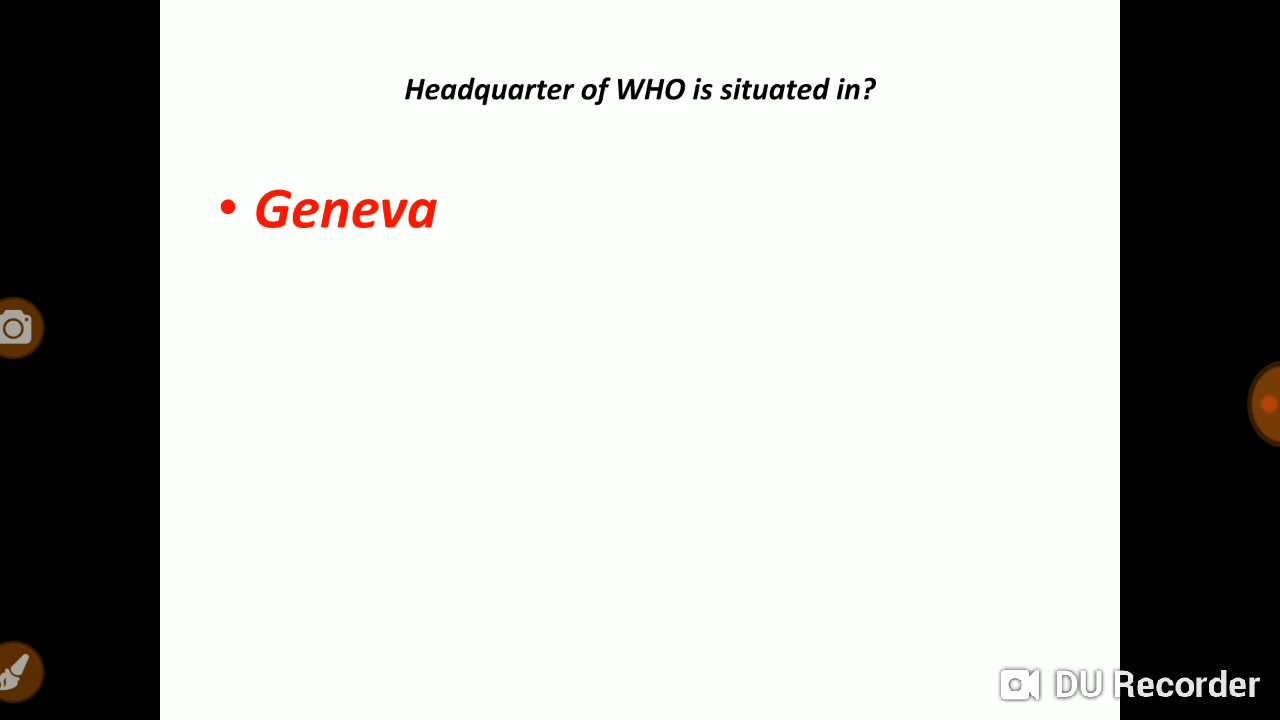 Headquarter of WHO is situated in?
• Geneva
DU Recorder